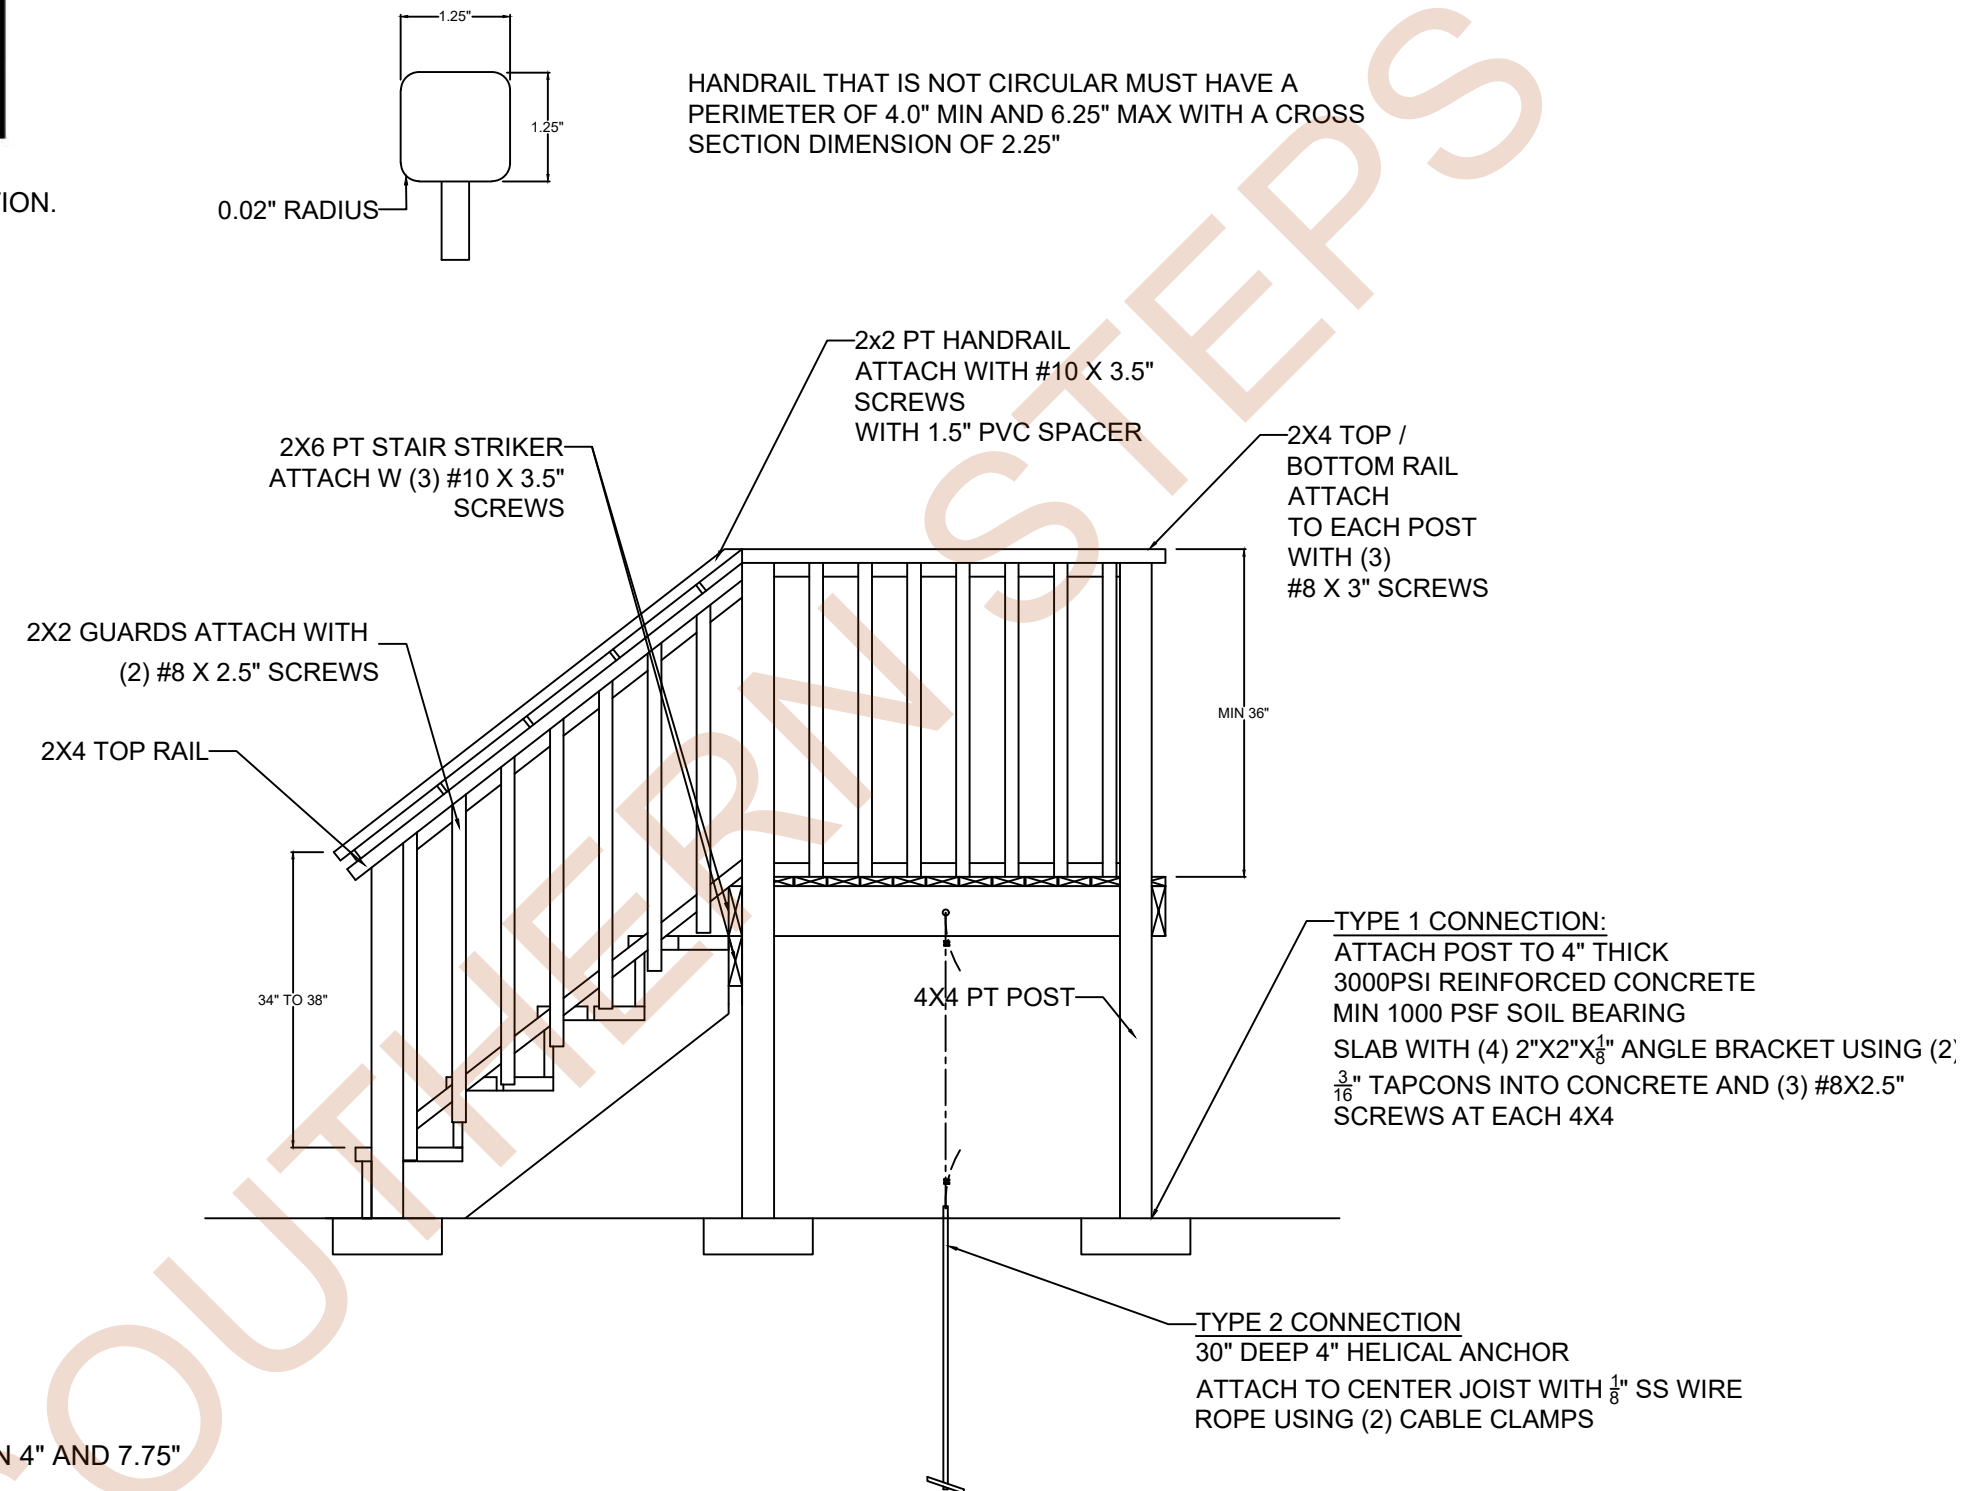 1.25"
1.25"
HANDRAIL THAT IS NOT CIRCULAR MUST HAVE A
PERIMETER OF 4.0" MIN AND 6.25" MAX WITH A CROSS
SECTION DIMENSION OF 2.25"
TION.
0.02" RADIUS
2x2 PT HANDRAIL
ATTACH WITH #10 X 3.5"
SCREWS
WITH 1.5" PVC SPACER
2X6 PT STAIR STRIKER
ATTACH W (3) #10 X 3.5"
SCREWS
2X4 TOP /
BOTTOM RAIL
ATTACH
TO EACH POST
WITH (3)
#8 X 3" SCREWS
2X2 GUARDS ATTACH WITH
(2) #8 X 2.5" SCREWS
2X4 TOP RAIL
MIN 36"
34" TO 38"
4X4 PT POST
TYPE 1 CONNECTION:
ATTACH POST TO 4" THICK
3000PSI REINFORCED CONCRETE
MIN 1000 PSF SOIL BEARING
SLAB WITH (4) 2"X2"X1/8" ANGLE BRACKET USING (2)
3/16" TAPCONS INTO CONCRETE AND (3) #8X2.5"
SCREWS AT EACH 4X4
TYPE 2 CONNECTION
30" DEEP 4" HELICAL ANCHOR
ATTACH TO CENTER JOIST WITH 1/8" SS WIRE
ROPE USING (2) CABLE CLAMPS
N 4" AND 7.75"
OUTHERN STEPS